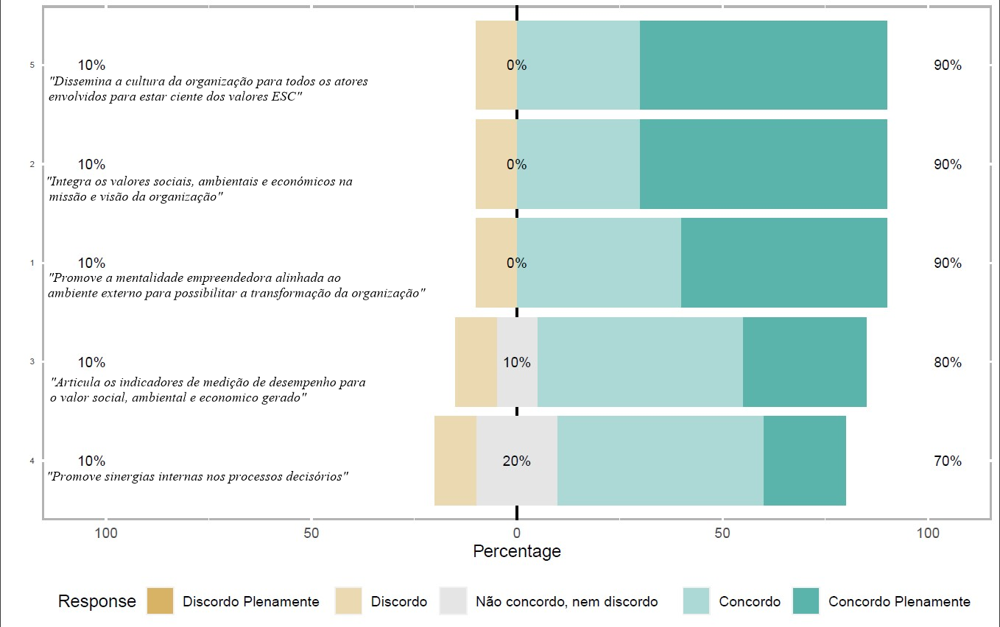 5 10% 0% 90%
"Dissemina a cultura da organização para todos os atores
envolvidos para estar ciente dos valores ESC"
2 10% 0% 90%
"Integra os valores sociais, ambientais e económicos na
missão e visão da organização"
1 10% 0% 90%
"Promove a mentalidade empreendedora alinhada ao
ambiente externo para possibilitar a transformação da organização"
3 10% 10% 80%
"Articula os indicadores de medição de desempenho para
o valor social, ambiental e economico gerado"
4 10% 20% 70%
"Promove sinergias internas nos processos decisórios"
100 50 0 50 100
Percentage
Response Discordo Plenamente Discordo Não concordo, nem discordo Concordo Concordo Plenamente